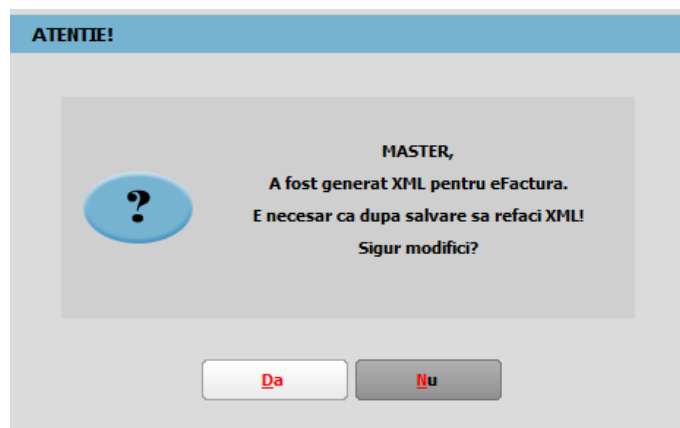 ATENTIE!
MASTER,
A fost generat XML pentru eFactura.
?
E necesar ca dupa salvare sa refaci XML!
Sigur modifici?
Da
Nu